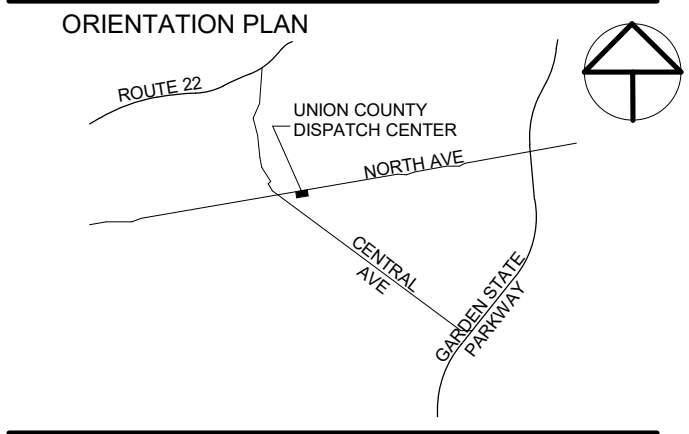 ORIENTATION PLAN
ROUTE 22
UNION COUNTY
DISPATCH CENTER
NORTH AVE
CENTRAL
AVE
GARDEN STATE
PARKWAY